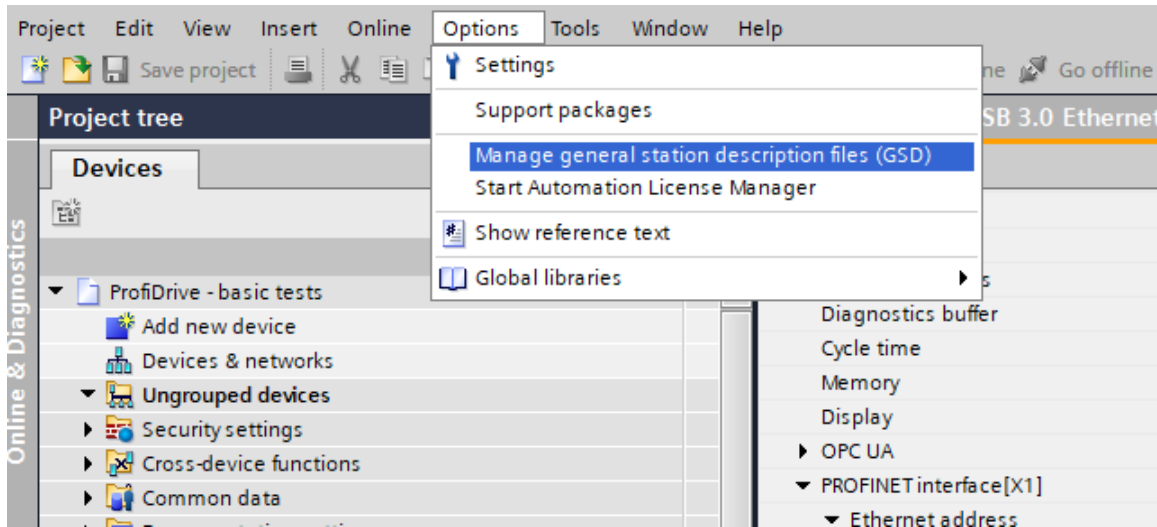 Project Edit View Insert Online Options Tools Window Help
Save project
Go offline
Settings
Support packages
Manage general station description files (GSD)
Start Automation License Manager
Show reference text
Global libraries
Project tree
SB 3.0 Ethernet
Devices
Online & Diagnostics
ProfiDrive - basic tests
Add new device
Devices & networks
Ungrouped devices
Security settings
Cross-device functions
Common data
Diagnostics buffer
Cycle time
Memory
Display
OPC UA
PROFINET interface[X1]
Ethernet address